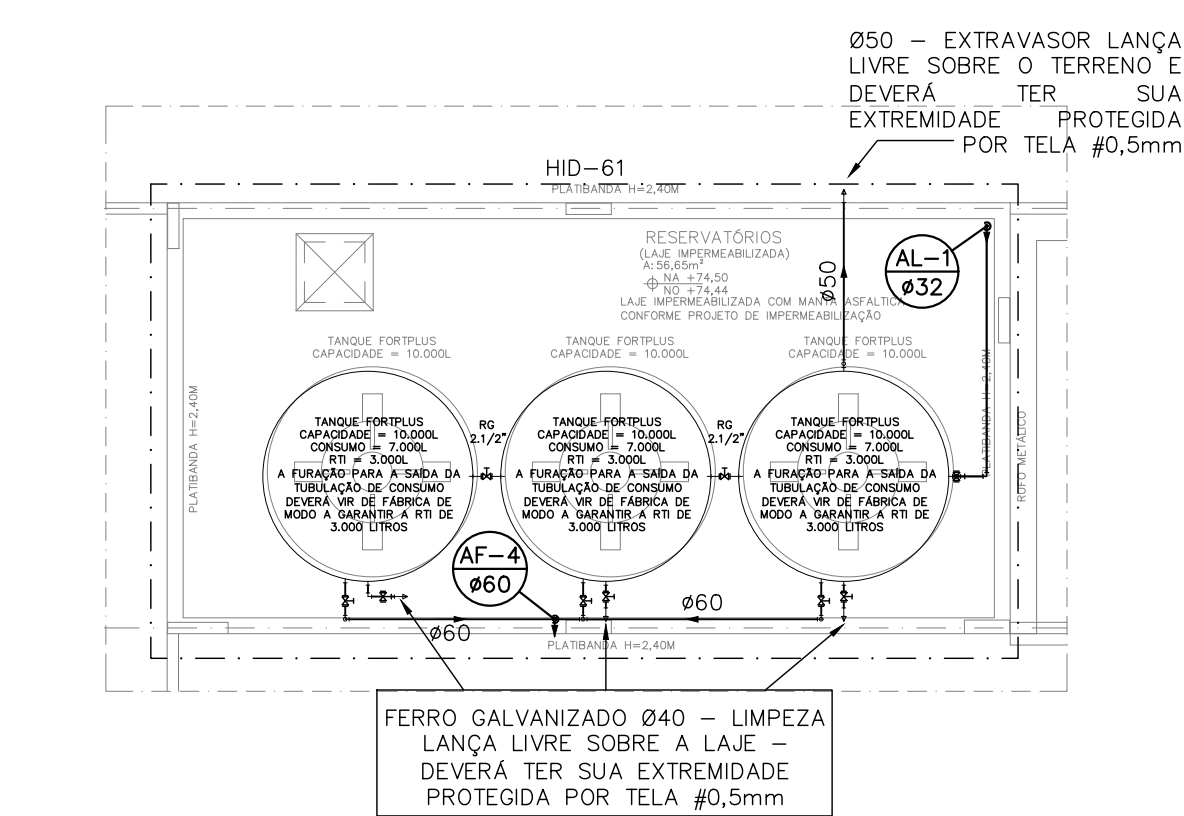 Ø50 – EXTRAVASOR LANÇA
LIVRE SOBRE O TERRENO E
DEVERÁ TER SUA
EXTREMIDADE PROTEGIDA
POR TELA #0,5mm
HID–61
PLATIBANDA H=2,40M
RESERVATÓRIOS
(LAJE IMPERMEABILIZADA)
A: 56,65m²
NA +74,50
NO +74,44
LAJE IMPERMEABILIZADA COM MANTA ASFALTICA
CONFORME PROJETO DE IMPERMEABILIZAÇÃO
Ø50
AL–1
ø32
TANQUE FORTPLUS
CAPACIDADE = 10.000L
TANQUE FORTPLUS
CAPACIDADE = 10.000L
TANQUE FORTPLUS
CAPACIDADE = 10.000L
PLATIBANDA H=2,40M
TANQUE FORTPLUS
CAPACIDADE = 10.000L
CONSUMO = 7.000L
RTI = 3.000L
A FURAÇÃO PARA A SAÍDA DA
TUBULAÇÃO DE CONSUMO
DEVERÁ VIR DE FÁBRICA DE
MODO A GARANTIR A RTI DE
3.000 LITROS
RG
2.1/2"
TANQUE FORTPLUS
CAPACIDADE = 10.000L
CONSUMO = 7.000L
RTI = 3.000L
A FURAÇÃO PARA A SAÍDA DA
TUBULAÇÃO DE CONSUMO
DEVERÁ VIR DE FÁBRICA DE
MODO A GARANTIR A RTI DE
3.000 LITROS
RG
2.1/2"
TANQUE FORTPLUS
CAPACIDADE = 10.000L
CONSUMO = 7.000L
RTI = 3.000L
A FURAÇÃO PARA A SAÍDA DA
TUBULAÇÃO DE CONSUMO
DEVERÁ VIR DE FÁBRICA DE
MODO A GARANTIR A RTI DE
3.000 LITROS
PLATIBANDA H=2,40M
RUFO METÁLICO
AF–4
ø60
ø60
ø60
PLATIBANDA H=2,40M
FERRO GALVANIZADO Ø40 – LIMPEZA
LANÇA LIVRE SOBRE A LAJE –
DEVERÁ TER SUA EXTREMIDADE
PROTEGIDA POR TELA #0,5mm